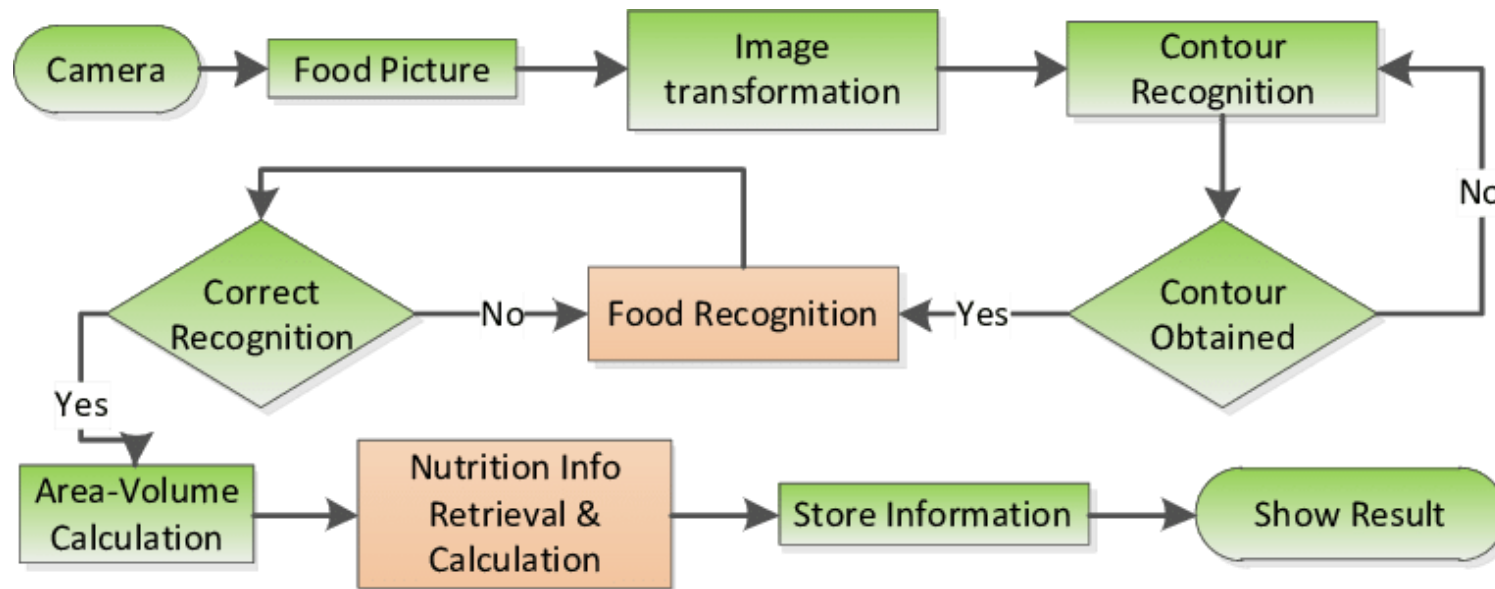 Camera
Food Picture
Image
transformation
Contour
Recognition
No
Correct
Recognition
No
Food Recognition
Yes
Contour
Obtained
Yes
Area-Volume
Calculation
Nutrition Info
Retrieval &
Calculation
Store Information
Show Result